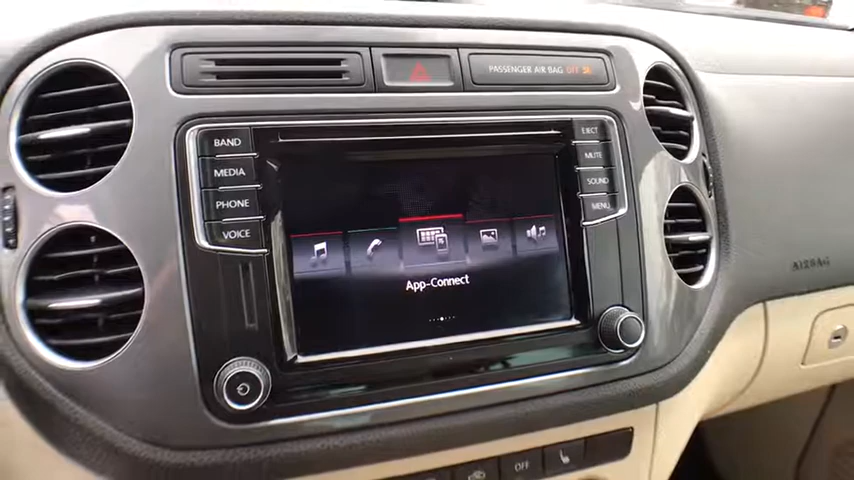 PASSENGER AIR BAG OFF
BAND
MEDIA
PHONE
VOICE
EJECT
MUTE
SOUND
MENU
App-Connect
AIRBAG
OFF